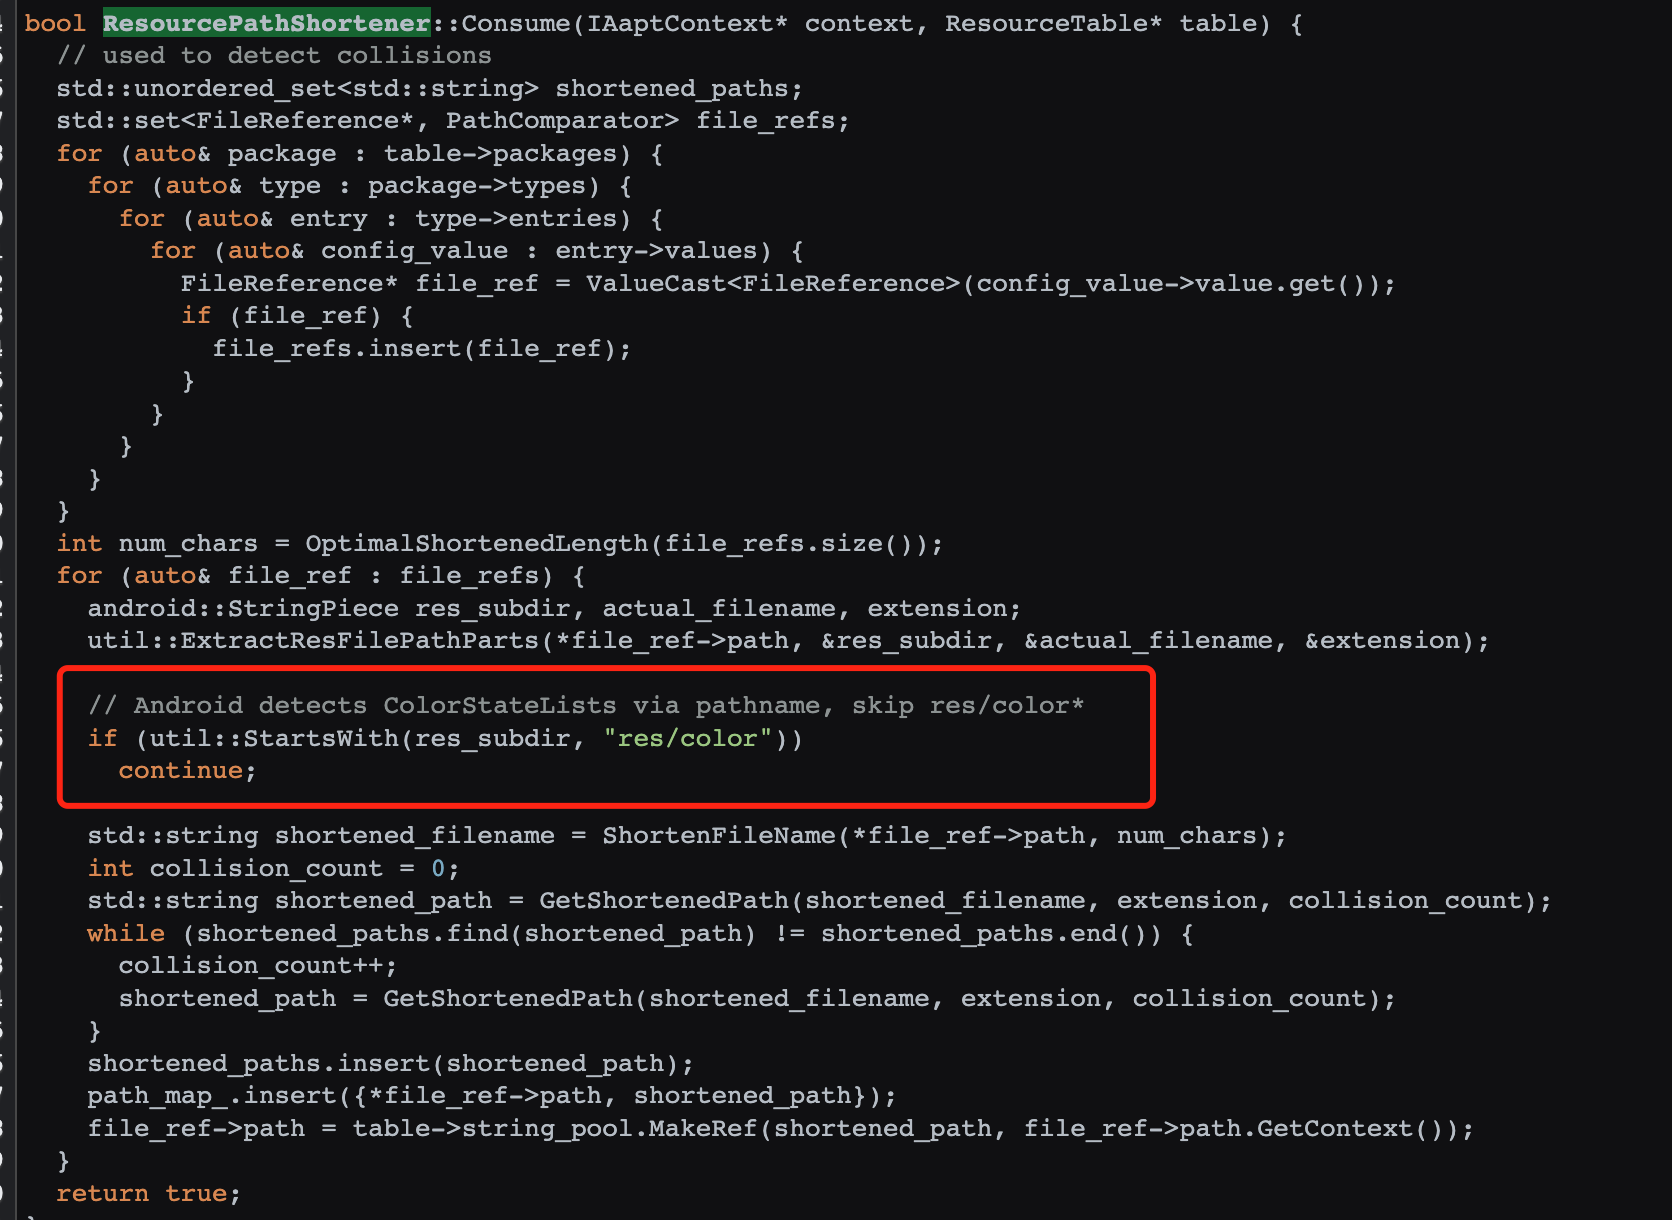 bool ResourcePathShortener::Consume(IAaptContext* context, ResourceTable* table) {
  // used to detect collisions
  std::unordered_set<std::string> shortened_paths;
  std::set<FileReference*, PathComparator> file_refs;
  for (auto& package : table->packages) {
    for (auto& type : package->types) {
      for (auto& entry : type->entries) {
        for (auto& config_value : entry->values) {
          FileReference* file_ref = ValueCast<FileReference>(config_value->value.get());
          if (file_ref) {
            file_refs.insert(file_ref);
          }
        }
      }
    }
  }
  int num_chars = OptimalShortenedLength(file_refs.size());
  for (auto& file_ref : file_refs) {
    android::StringPiece res_subdir, actual_filename, extension;
    util::ExtractResFilePathParts(*file_ref->path, &res_subdir, &actual_filename, &extension);
    // Android detects ColorStateLists via pathname, skip res/color*
    if (util::StartsWith(res_subdir, "res/color"))
      continue;
    std::string shortened_filename = ShortenFileName(*file_ref->path, num_chars);
    int collision_count = 0;
    std::string shortened_path = GetShortenedPath(shortened_filename, extension, collision_count);
    while (shortened_paths.find(shortened_path) != shortened_paths.end()) {
      collision_count++;
      shortened_path = GetShortenedPath(shortened_filename, extension, collision_count);
    }
    shortened_paths.insert(shortened_path);
    path_map_.insert({*file_ref->path, shortened_path});
    file_ref->path = table->string_pool.MakeRef(shortened_path, file_ref->path.GetContext());
  }
  return true;